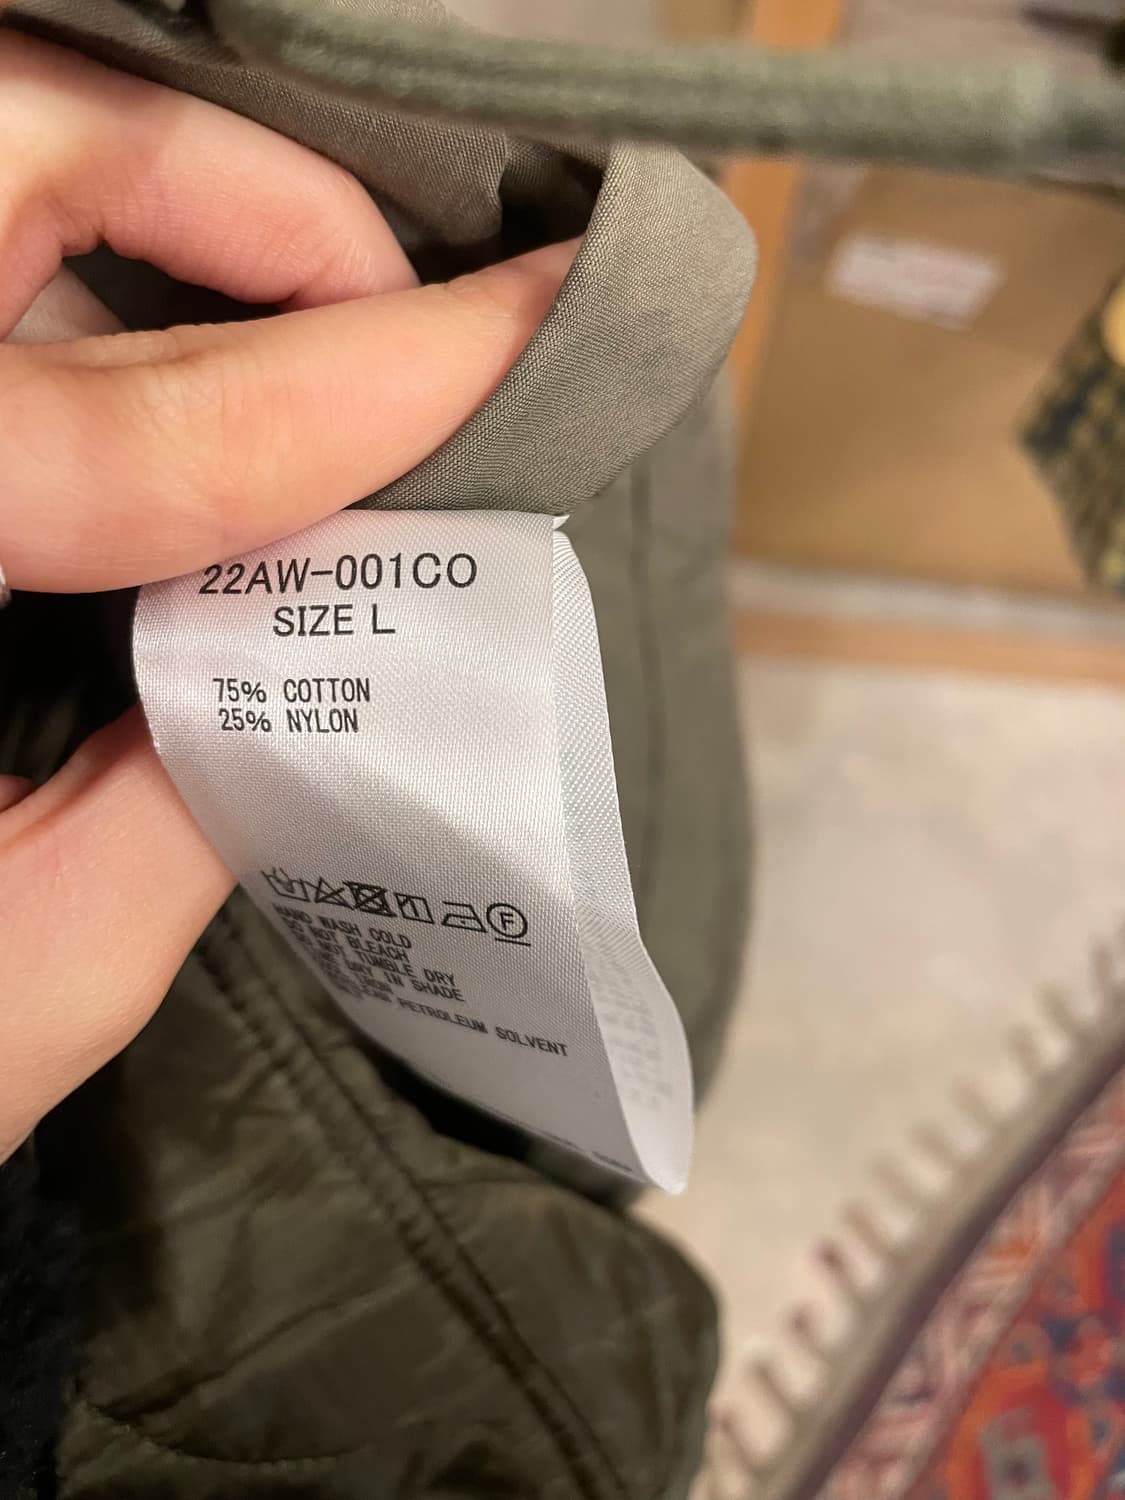 22AW-001CO
SIZE L
75% COTTON
25% NYLON
F
HAND WASH COLD
DO NOT BLEACH
DO NOT TUMBLE DRY
DRY IN SHADE
IRON
PETROLEUM SOLVENT